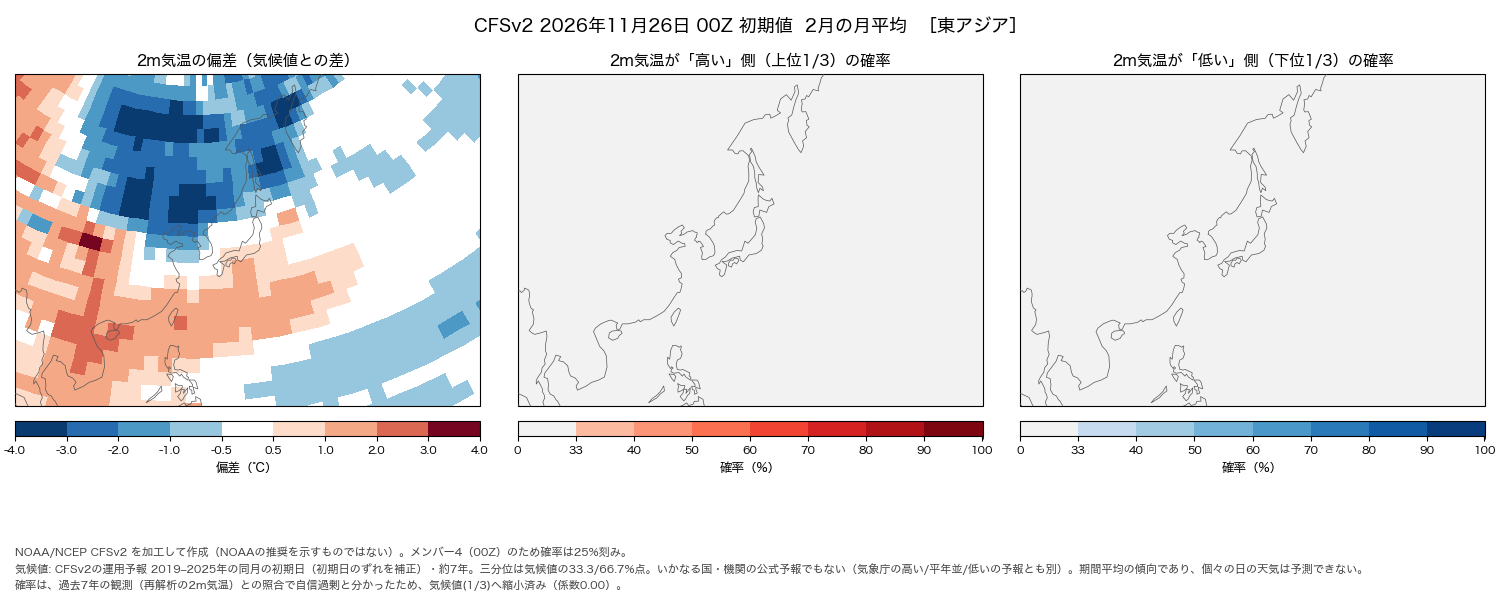 CFSv2 2026年11月26日 00Z 初期値 2月の月平均 ［東アジア］
2m気温の偏差（気候値との差）
2m気温が「高い」側（上位1/3）の確率
2m気温が「低い」側（下位1/3）の確率
-4.0 -3.0 -2.0 -1.0 -0.5 0.5 1.0 2.0 3.0 4.0
偏差（℃）
0 33 40 50 60 70 80 90 100
確率（%）
0 33 40 50 60 70 80 90 100
確率（%）
NOAA/NCEP CFSv2 を加工して作成（NOAAの推奨を示すものではない）。メンバー4（00Z）のため確率は25%刻み。
気候値: CFSv2の運用予報 2019–2025年の同月の初期日（初期日のずれを補正）・約7年。三分位は気候値の33.3/66.7%点。いかなる国・機関の公式予報でもない（気象庁の高い/平年並/低いの予報とも別）。期間平均の傾向であり、個々の日の天気は予測できない。
確率は、過去7年の観測（再解析の2m気温）との照合で自信過剰と分かったため、気候値(1/3)へ縮小済み（係数0.00）。